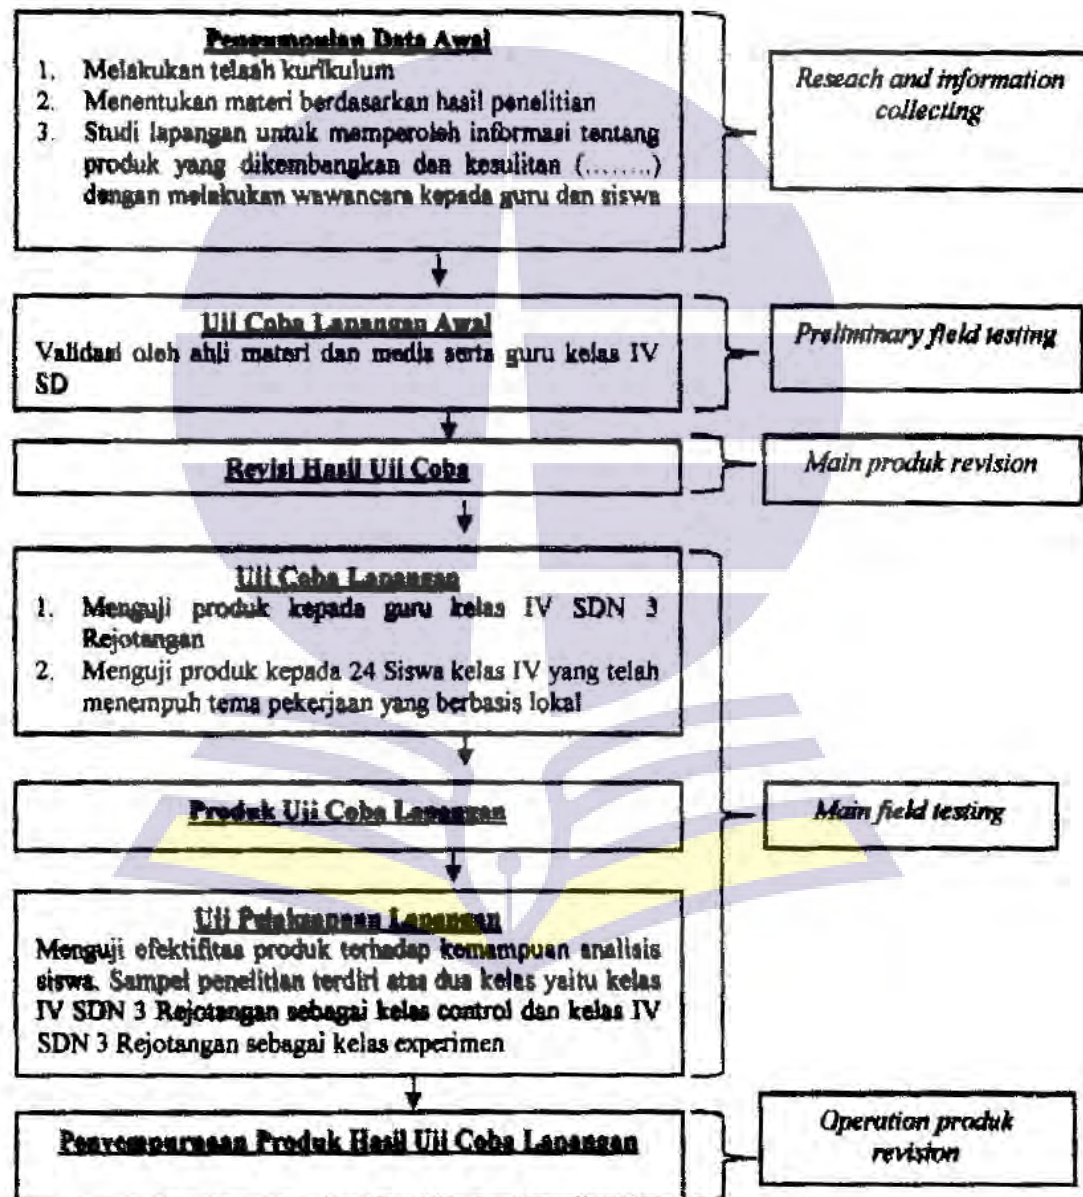 Pengumpulan Data Awal
1. Melakukan telaah kurikulum
2. Menentukan materi berdasarkan hasil penelitian
3. Studi lapangan untuk memperoleh informasi tentang
produk yang dikembangkan dan kesulitan (........)
dengan melakukan wawancara kepada guru dan siswa
Reseach and information
collecting
Uji Coba Lapangan Awal
Validasi oleh ahli materi dan media serta guru kelas IV
SD
Preliminary field testing
Revisi Hasil Uji Coba
Main produk revision
Uji Coba Lapangan
1. Menguji produk kepada guru kelas IV SDN 3
Rejotangan
2. Menguji produk kepada 24 Siswa kelas IV yang telah
menempuh tema pekerjaan yang berbasis lokal
Produk Uji Coba Lapangan
Main field testing
Uji Pelaksanaan Lapangan
Menguji efektifitas produk terhadap kemampuan analisis
siswa. Sampel penelitian terdiri atas dua kelas yaitu kelas
IV SDN 3 Rejotangan sebagai kelas control dan kelas IV
SDN 3 Rejotangan sebagai kelas experimen
Penyempurnaan Produk Hasil Uji Coba Lapangan
Operation produk
revision